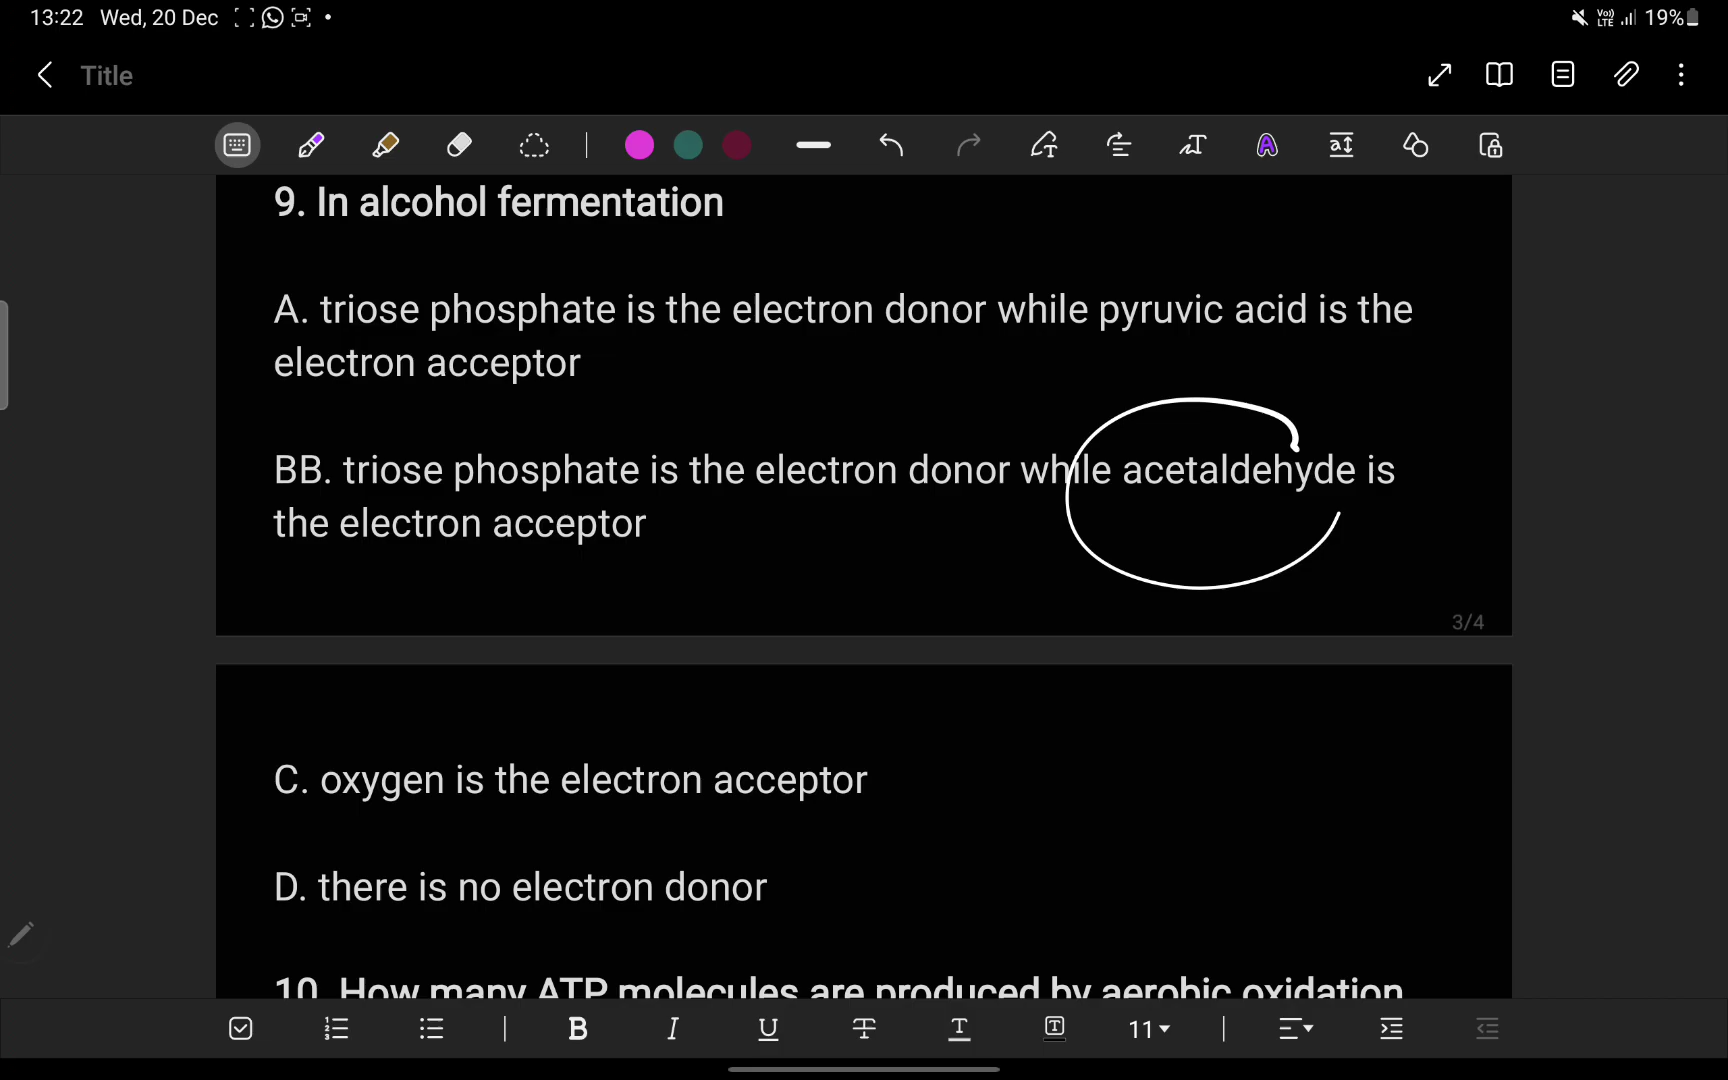 13:22 Wed, 20 Dec
Vo)) LTE 19%
Title
9. In alcohol fermentation
A. triose phosphate is the electron donor while pyruvic acid is the
electron acceptor
BB. triose phosphate is the electron donor while acetaldehyde is
the electron acceptor
3/4
C. oxygen is the electron acceptor
D. there is no electron donor
10. How many ATP molecules are produced by aerobic oxidation
B I U T T T 11